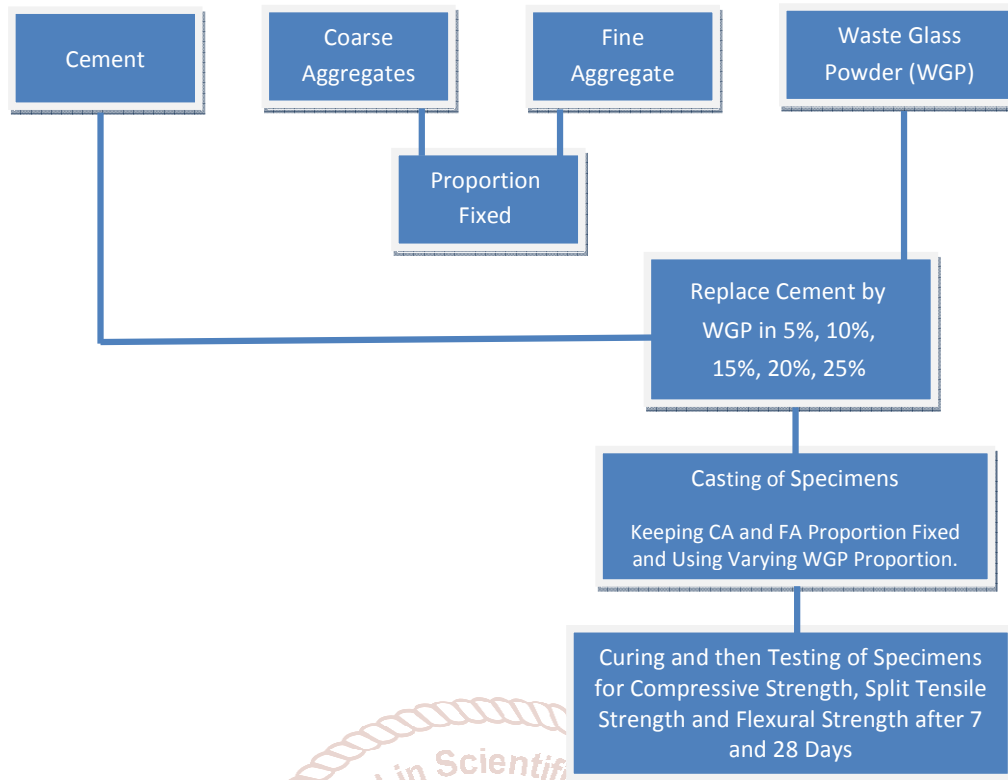 Cement
Coarse
Aggregates
Fine
Aggregate
Waste Glass
Powder (WGP)
Proportion
Fixed
Replace Cement by
WGP in 5%, 10%,
15%, 20%, 25%
Casting of Specimens
Keeping CA and FA Proportion Fixed
and Using Varying WGP Proportion.
Curing and then Testing of Specimens
for Compressive Strength, Split Tensile
Strength and Flexural Strength after 7
and 28 Days
in Scientif